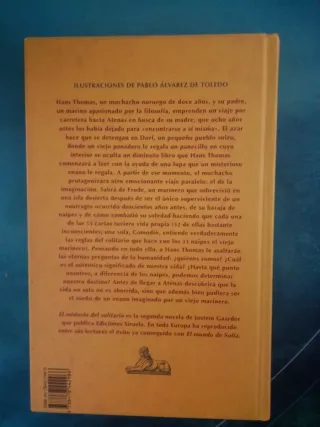 ILUSTRACIONES DE PABLO ÁLVAREZ DE TOLEDO
Hans Thomas, un muchacho noruego de doce años, y su padre,
un marino apasionado por la filosofía, emprenden un viaje por
carretera hacia Atenas en busca de su madre, que ocho años
antes los había dejado para «encontrarse a sí misma». El azar
hace que se detengan en Dorf, un pequeño pueblo suizo,
donde un viejo panadero le regala un panecillo en cuyo
interior se oculta un diminuto libro que Hans Thomas
comenzará a leer con la ayuda de una lupa que un misterioso
enano le regala. A partir de ese momento, el muchacho
protagonizará otro emocionante viaje paralelo: el de
la imaginación. Sabrá de Frode, un marinero que sobrevivió en
una isla desierta después de ser el único superviviente de un
naufragio ocurrido doscientos años antes, de su baraja de
naipes y de cómo combatió su soledad haciendo que cada una
de las cartas tuviera vida propia (52 de ellas bastante
inconscientes; una sola, Comodín, entiende verdaderamente
las reglas del solitario que hace con los 53 naipes el viejo
marinero). Pensando en todo ello, a Hans Thomas le asaltarán
las eternas preguntas de la humanidad: ¿quiénes somos? ¿Cuál
es el auténtico significado de nuestra vida? ¿Hasta qué punto
nosotros, a diferencia de los naipes, podemos determinar
nuestro destino? Antes de llegar a Atenas descubrirá que la
vida no sólo no es aburrida, sino que además bien pudiera ser
el sueño de un enano imaginado por un viejo marinero.
El misterio del solitario es la segunda novela de Jostein Gaarder
que publica Ediciones Siruela. En toda Europa ha reproducido
entre sus lectores el éxito ya conseguido en El mundo de Sofía.